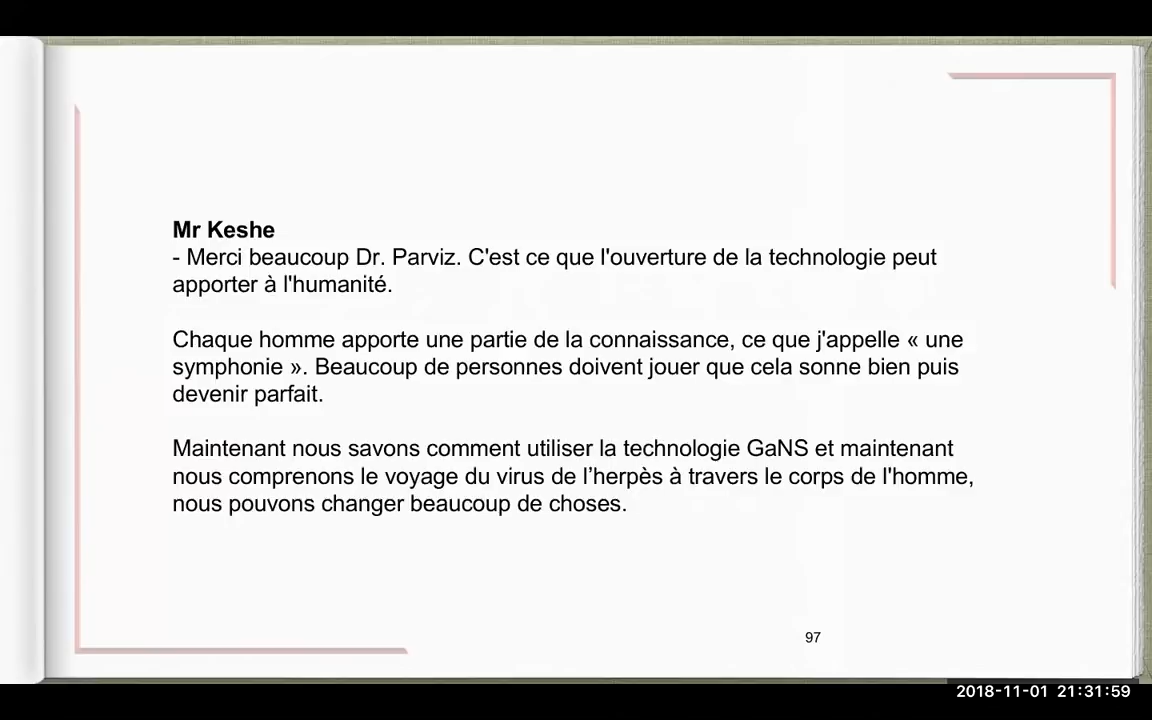 Mr Keshe
- Merci beaucoup Dr. Parviz. C'est ce que l'ouverture de la technologie peut
apporter à l'humanité.
Chaque homme apporte une partie de la connaissance, ce que j'appelle « une
symphonie ». Beaucoup de personnes doivent jouer que cela sonne bien puis
devenir parfait.
Maintenant nous savons comment utiliser la technologie GaNS et maintenant
nous comprenons le voyage du virus de l’herpès à travers le corps de l'homme,
nous pouvons changer beaucoup de choses.
97
2018-11-01 21:31:59